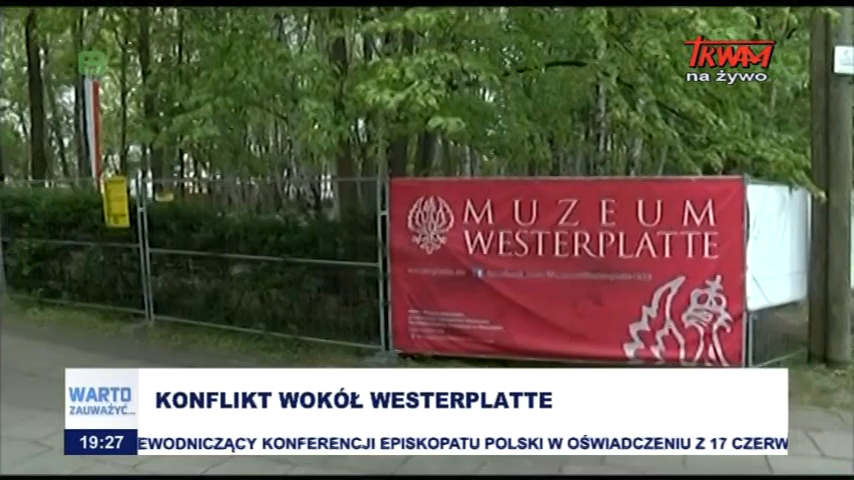 TRWAM
na żywo
MUZEUM
WESTERPLATTE
WARTO
ZAUWAŻYĆ...
KONFLIKT WOKÓŁ WESTERPLATTE
19:27
EWODNICZĄCY KONFERENCJI EPISKOPATU POLSKI W OŚWIADCZENIU Z 17 CZERW